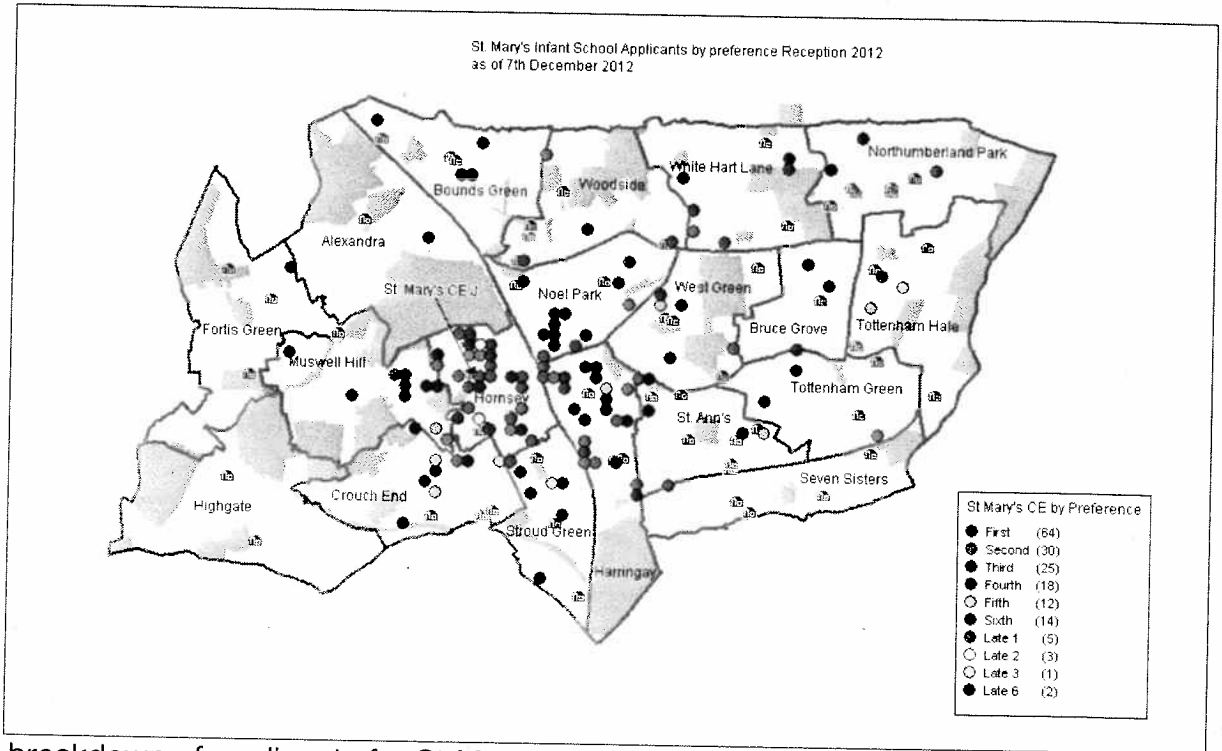 St. Mary's Infant School Applicants by preference Reception 2012
as of 7th December 2012
Northumberland Park
White Hart Lane
Woodside
Bounds Green
Alexandra
St. Mary's CE J
Noel Park
West Green
Bruce Grove
Tottenham Hale
Fortis Green
Muswell Hill
Hornsey
Tottenham Green
St. Ann's
Seven Sisters
Highgate
Crouch End
Stroud Green
Harringay
St Mary's CE by Preference
First (64)
Second (30)
Third (25)
Fourth (18)
Fifth (12)
Sixth (14)
Late 1 (5)
Late 2 (3)
Late 3 (1)
Late 6 (2)